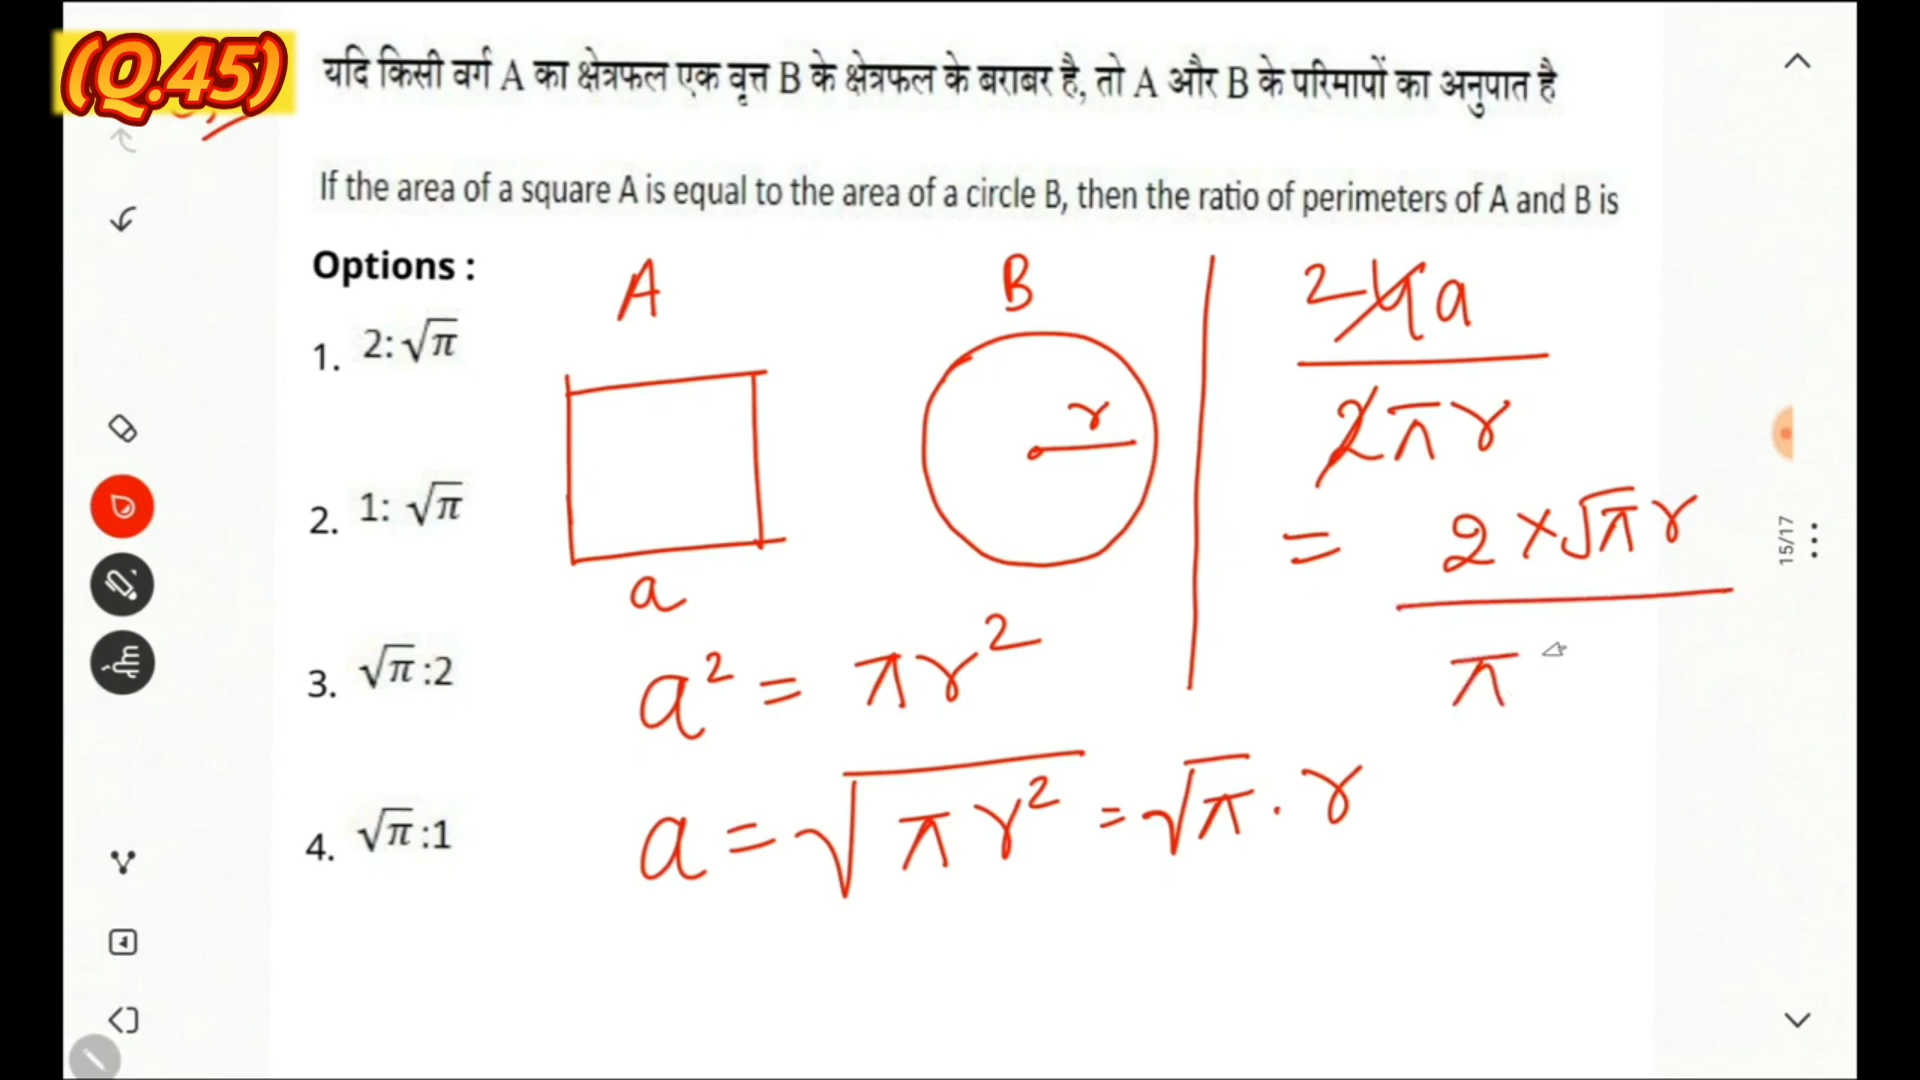 (Q.45)
यदि किसी वर्ग A का क्षेत्रफल एक वृत्त B के क्षेत्रफल के बराबर है, तो A और B के परिमापों का अनुपात है
If the area of a square A is equal to the area of a circle B, then the ratio of perimeters of A and B is
Options :
1. 2:√π
2. 1: √π
3. √π:2
4. √π:1
A
B
a
r
a² = πr²
a = √πr² = √π . r
2 4a
2πr
= 2 × √π r
π
15/17